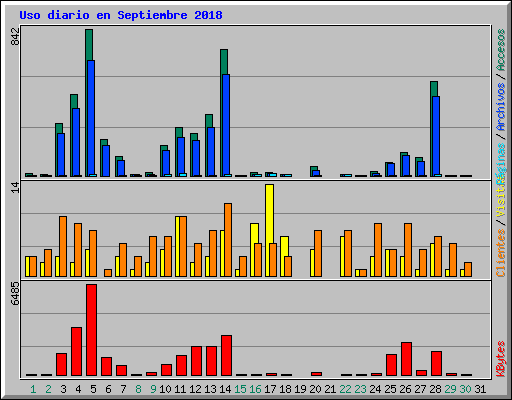 Uso diario en Septiembre 2018
842
14
6485
Accesos / Archivos / Páginas
Visitas / Clientes
KBytes
1 2 3 4 5 6 7 8 9 10 11 12 13 14 15 16 17 18 19 20 21 22 23 24 25 26 27 28 29 30 31